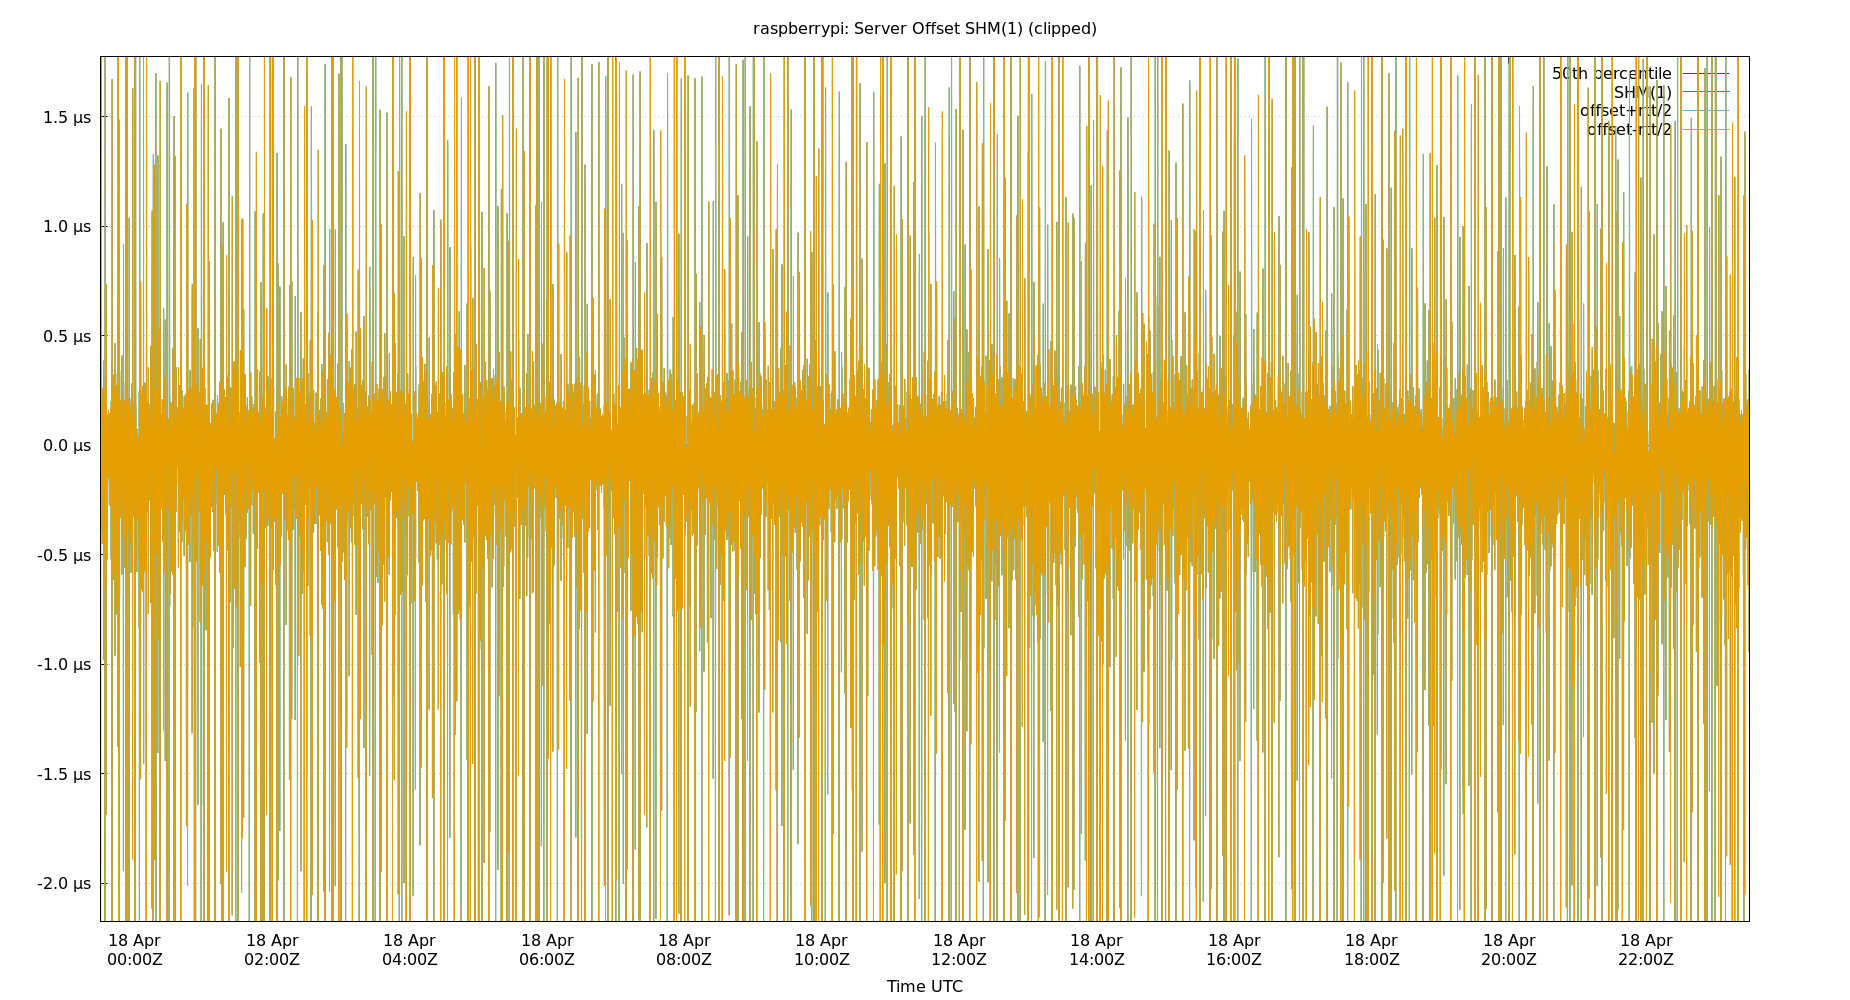 raspberrypi: Server Offset SHM(1) (clipped)
50th percentile
SHM(1)
offset+rtt/2
offset-rtt/2
1.5 µs
1.0 µs
0.5 µs
0.0 µs
-0.5 µs
-1.0 µs
-1.5 µs
-2.0 µs
18 Apr 18 Apr 18 Apr 18 Apr 18 Apr 18 Apr 18 Apr 18 Apr 18 Apr 18 Apr 18 Apr 18 Apr
00:00Z 02:00Z 04:00Z 06:00Z 08:00Z 10:00Z 12:00Z 14:00Z 16:00Z 18:00Z 20:00Z 22:00Z
Time UTC